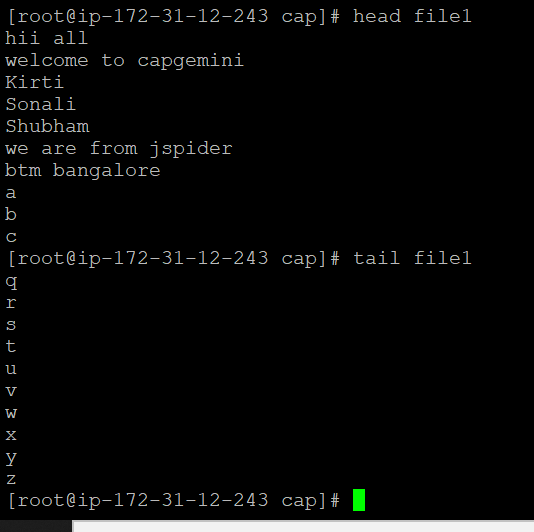 [root@ip-172-31-12-243 cap]# head file1
hii all
welcome to capgemini
Kirti
Sonali
Shubham
we are from jspider
btm bangalore
a
b
c
[root@ip-172-31-12-243 cap]# tail file1
q
r
s
t
u
v
w
x
y
z
[root@ip-172-31-12-243 cap]#